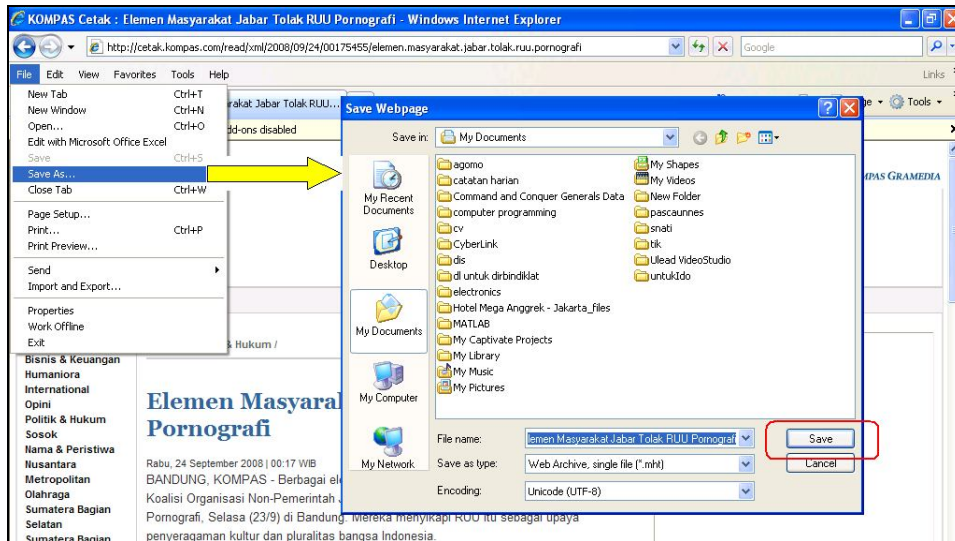 KOMPAS Cetak : Elemen Masyarakat Jabar Tolak RUU Pornografi - Windows Internet Explorer
http://cetak.kompas.com/read/xml/2008/09/24/00175455/elemen.masyarakat.jabar.tolak.ruu.pornografi
Google
File Edit View Favorites Tools Help
Links
New Tab Ctrl+T
New Window Ctrl+N
Open... Ctrl+O
Edit with Microsoft Office Excel
Save Ctrl+S
Save As...
Close Tab Ctrl+W
Page Setup...
Print... Ctrl+P
Print Preview...
Send
Import and Export...
Properties
Work Offline
Exit
rakat Jabar Tolak RUU...
dd-ons disabled
Tools
MPAS GRAMEDIA
Save Webpage
Save in: My Documents
My Recent Documents
Desktop
My Documents
My Computer
My Network
agomo
catatan harian
Command and Conquer Generals Data
computer programming
cv
CyberLink
dis
dl untuk dirbindiklat
electronics
Hotel Mega Anggrek - Jakarta_files
MATLAB
My Captivate Projects
My Library
My Music
My Pictures
My Shapes
My Videos
New Folder
pascaunnes
snati
tik
Ulead VideoStudio
untukIdo
File name: lemen Masyarakat Jabar Tolak RUU Pornografi
Save
Save as type: Web Archive, single file (*.mht)
Cancel
Encoding: Unicode (UTF-8)
& Hukum /
Bisnis & Keuangan
Humaniora
International
Opini
Politik & Hukum
Sosok
Nama & Peristiwa
Nusantara
Metropolitan
Olahraga
Sumatera Bagian
Selatan
Sumatera Bagian
Elemen Masyaral
Pornografi
Rabu, 24 September 2008 | 00:17 WIB
BANDUNG, KOMPAS - Berbagai el
Koalisi Organisasi Non-Pemerintah
Pornografi, Selasa (23/9) di Bandung. Mereka menyikapi RUU itu sebagai upaya
penyeragaman kultur dan pluralitas bangsa Indonesia.